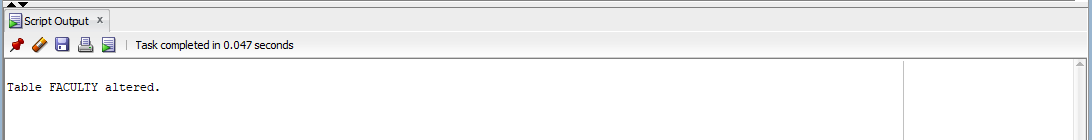 Script Output x
Task completed in 0.047 seconds
Table FACULTY altered.